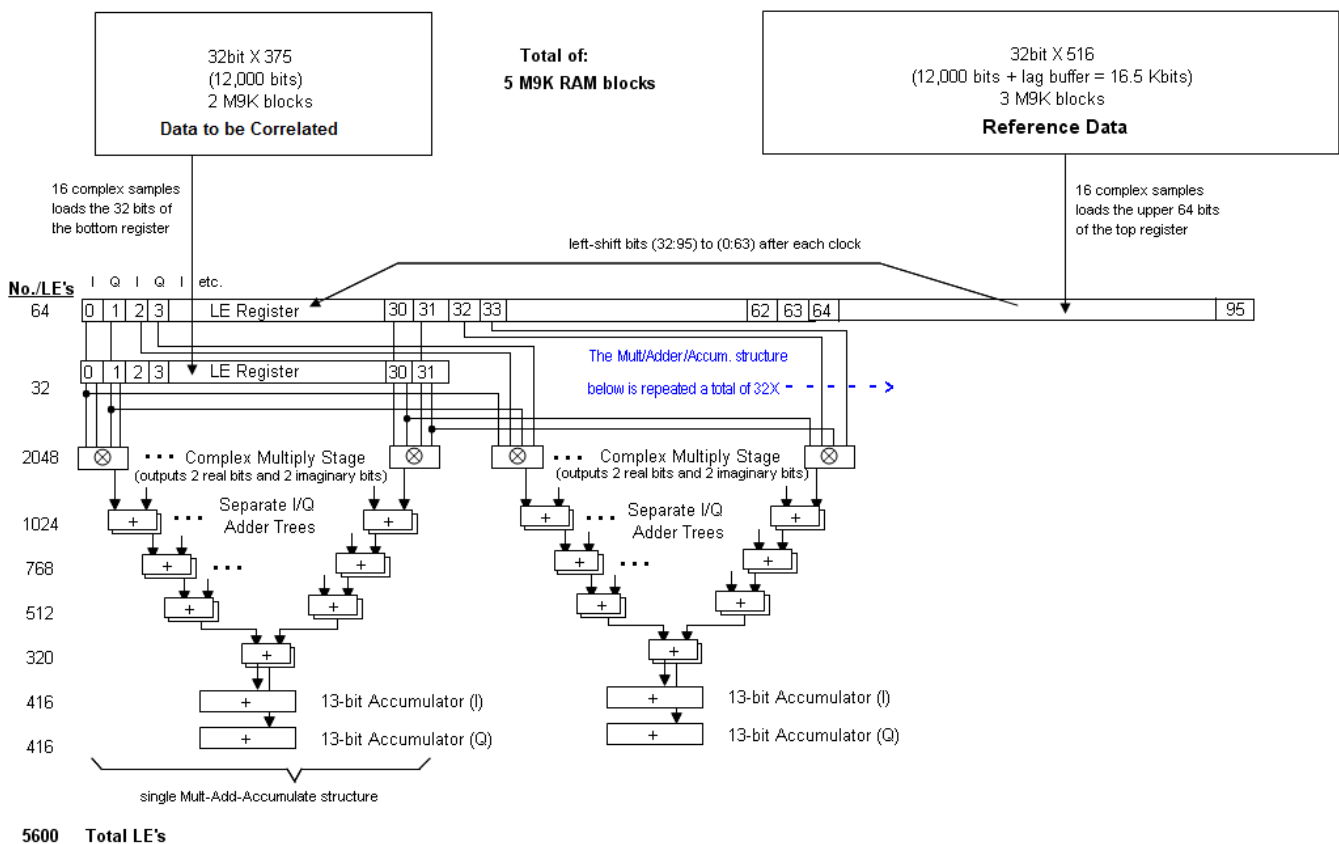 32bit X 375
(12,000 bits)
2 M9K blocks
Data to be Correlated
Total of:
5 M9K RAM blocks
32bit X 516
(12,000 bits + lag buffer = 16.5 Kbits)
3 M9K blocks
Reference Data
16 complex samples
loads the 32 bits of
the bottom register
16 complex samples
loads the upper 64 bits
of the top register
left-shift bits (32:95) to (0:63) after each clock
I Q I Q I etc.
No./LE's
64 0 1 2 3 LE Register 30 31 32 33 62 63 64 95
The Mult/Adder/Accum. structure
below is repeated a total of 32X - - - - - >
32 0 1 2 3 LE Register 30 31
2048 ... Complex Multiply Stage ... Complex Multiply Stage
(outputs 2 real bits and 2 imaginary bits) (outputs 2 real bits and 2 imaginary bits)
1024 + ... Separate I/Q + + ... Separate I/Q +
Adder Trees Adder Trees
768 + ... + + ... +
512 + + + +
320 + +
416 + 13-bit Accumulator (I) + 13-bit Accumulator (I)
416 + 13-bit Accumulator (Q) + 13-bit Accumulator (Q)
single Mult-Add-Accumulate structure
5600 Total LE's